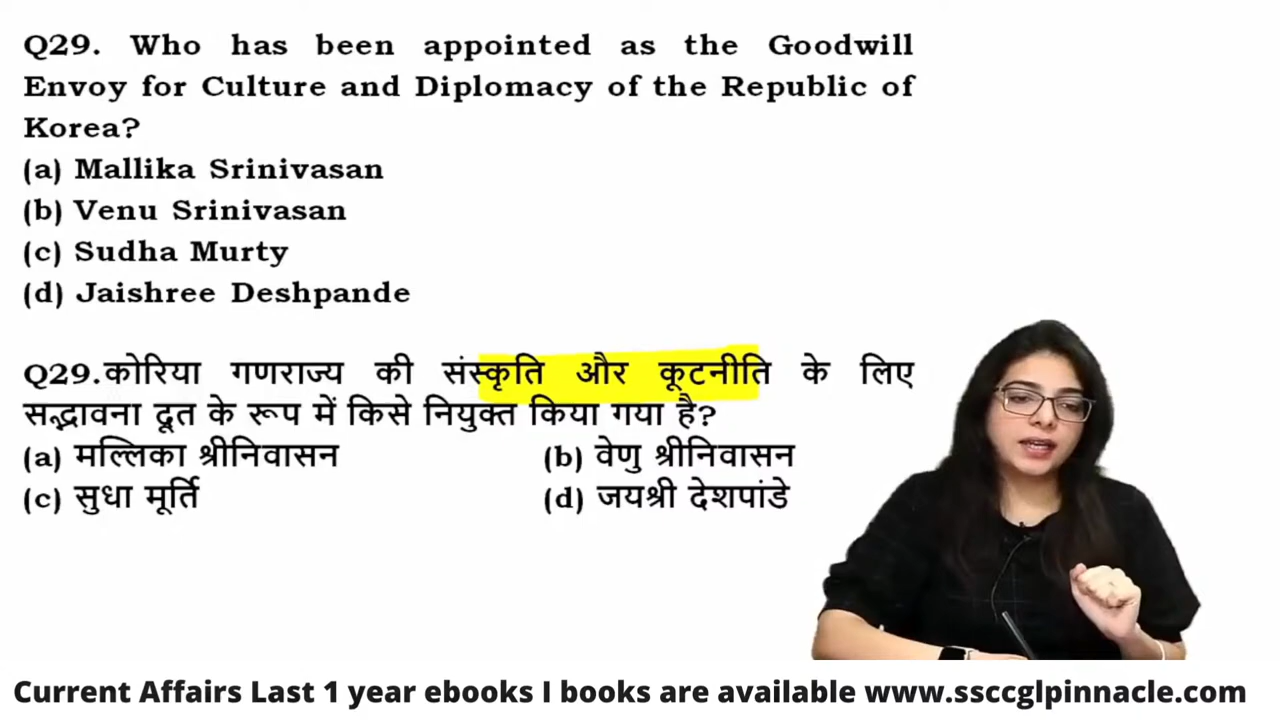 Q29. Who has been appointed as the Goodwill
Envoy for Culture and Diplomacy of the Republic of
Korea?
(a) Mallika Srinivasan
(b) Venu Srinivasan
(c) Sudha Murty
(d) Jaishree Deshpande
Q29.कोरिया गणराज्य की संस्कृति और कूटनीति के लिए
सद्भावना दूत के रूप में किसे नियुक्त किया गया है?
(a) मल्लिका श्रीनिवासन (b) वेणु श्रीनिवासन
(c) सुधा मूर्ति (d) जयश्री देशपांडे
Current Affairs Last 1 year ebooks I books are available www.ssccglpinnacle.com